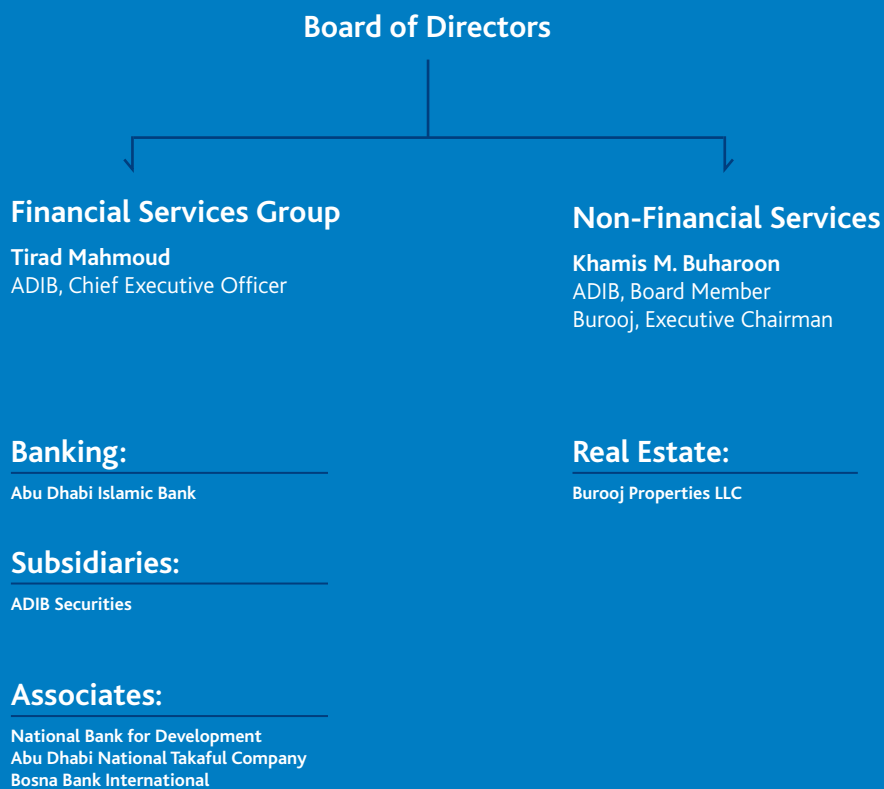 Board of Directors
Financial Services Group
Tirad Mahmoud
ADIB, Chief Executive Officer
Non-Financial Services
Khamis M. Buharoon
ADIB, Board Member
Burooj, Executive Chairman
Banking:
Abu Dhabi Islamic Bank
Real Estate:
Burooj Properties LLC
Subsidiaries:
ADIB Securities
Associates:
National Bank for Development
Abu Dhabi National Takaful Company
Bosna Bank International